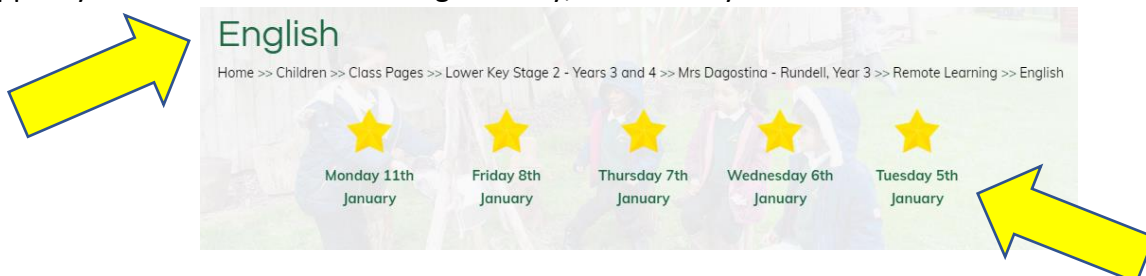 English
Home >> Children >> Class Pages >> Lower Key Stage 2 - Years 3 and 4 >> Mrs Dagostina - Rundell, Year 3 >> Remote Learning >> English
Monday 11th Friday 8th Thursday 7th Wednesday 6th Tuesday 5th
January January January January January